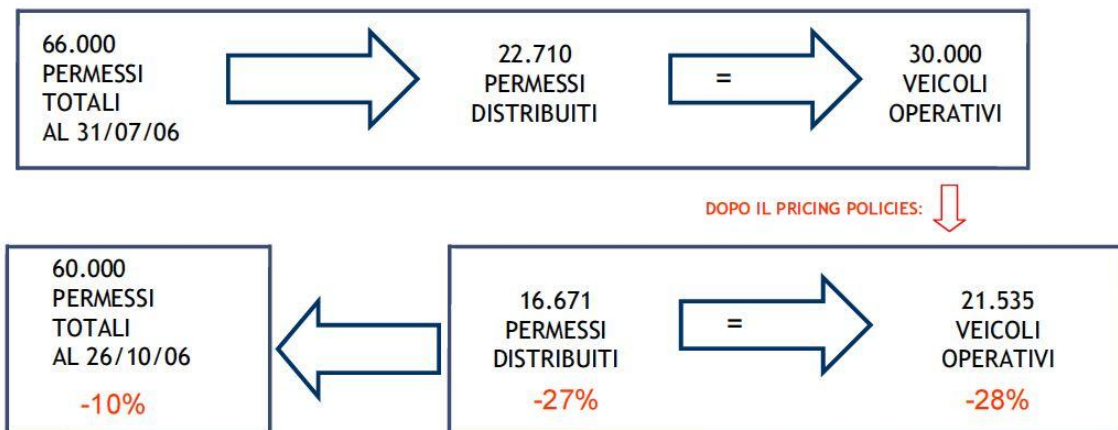 66.000
PERMESSI
TOTALI
AL 31/07/06
22.710
PERMESSI
DISTRIBUITI
=
30.000
VEICOLI
OPERATIVI
DOPO IL PRICING POLICIES:
60.000
PERMESSI
TOTALI
AL 26/10/06
-10%
16.671
PERMESSI
DISTRIBUITI
-27%
=
21.535
VEICOLI
OPERATIVI
-28%